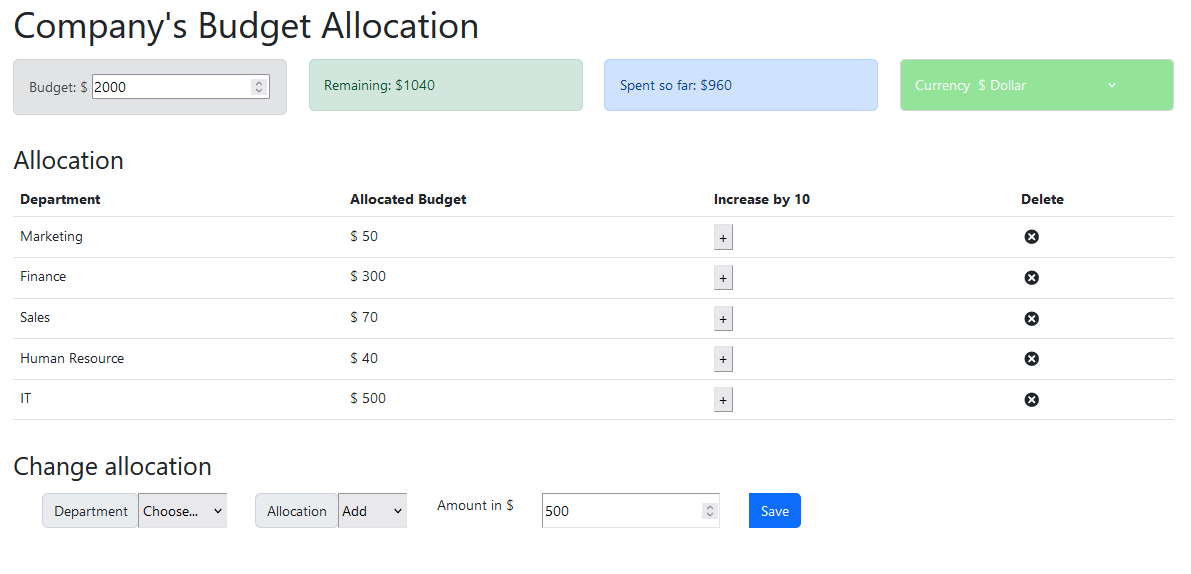 Company's Budget Allocation
Budget: $ 2000 Remaining: $1040 Spent so far: $960 Currency $ Dollar
Allocation
Department Allocated Budget Increase by 10 Delete
Marketing $ 50 +
Finance $ 300 +
Sales $ 70 +
Human Resource $ 40 +
IT $ 500 +
Change allocation
Department Choose... Allocation Add Amount in $ 500 Save